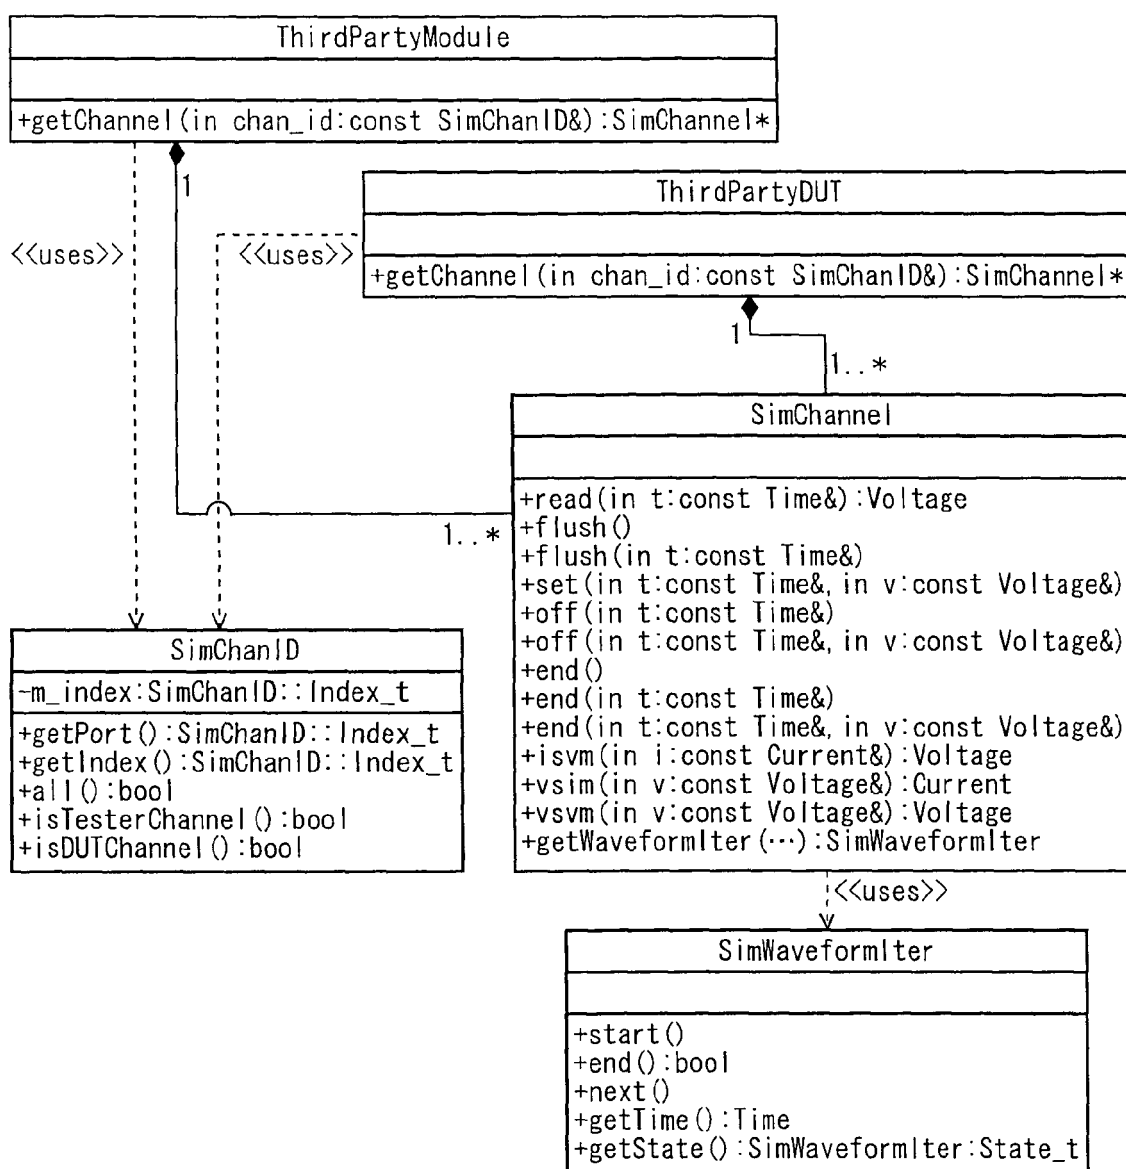 ThirdPartyModule
+getChannel(in chan_id:const SimChanID&):SimChannel*
1
ThirdPartyDUT
<<uses>>
<<uses>>
+getChannel(in chan_id:const SimChanID&):SimChannel*
1
1..*
SimChannel
+read(in t:const Time&):Voltage
+flush()
+flush(in t:const Time&)
+set(in t:const Time&, in v:const Voltage&)
+off(in t:const Time&)
+off(in t:const Time&, in v:const Voltage&)
+end()
+end(in t:const Time&)
+end(in t:const Time&, in v:const Voltage&)
+isvm(in i:const Current&):Voltage
+vsim(in v:const Voltage&):Current
+vsvm(in v:const Voltage&):Voltage
+getWaveformIter(…):SimWaveformIter
1..*
SimChanID
-m_index:SimChanID::Index_t
+getPort():SimChanID::Index_t
+getIndex():SimChanID::Index_t
+all():bool
+isTesterChannel():bool
+isDUTChannel():bool
<<uses>>
SimWaveformIter
+start()
+end():bool
+next()
+getTime():Time
+getState():SimWaveformIter:State_t